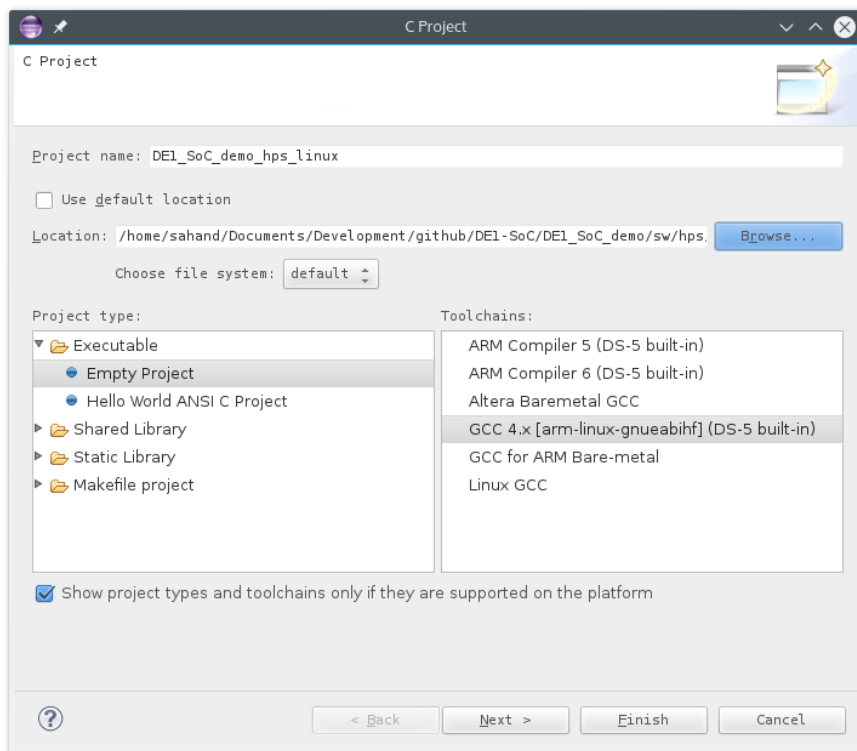 C Project
C Project
Project name: DE1_SoC_demo_hps_linux
Use default location
Location: /home/sahand/Documents/Development/github/DE1-SoC/DE1_SoC_demo/sw/hps. Browse...
Choose file system: default
Project type: Toolchains:
Executable ARM Compiler 5 (DS-5 built-in)
Empty Project ARM Compiler 6 (DS-5 built-in)
Hello World ANSI C Project Altera Baremetal GCC
Shared Library GCC 4.x [arm-linux-gnueabihf] (DS-5 built-in)
Static Library GCC for ARM Bare-metal
Makefile project Linux GCC
Show project types and toolchains only if they are supported on the platform
? < Back Next > Finish Cancel